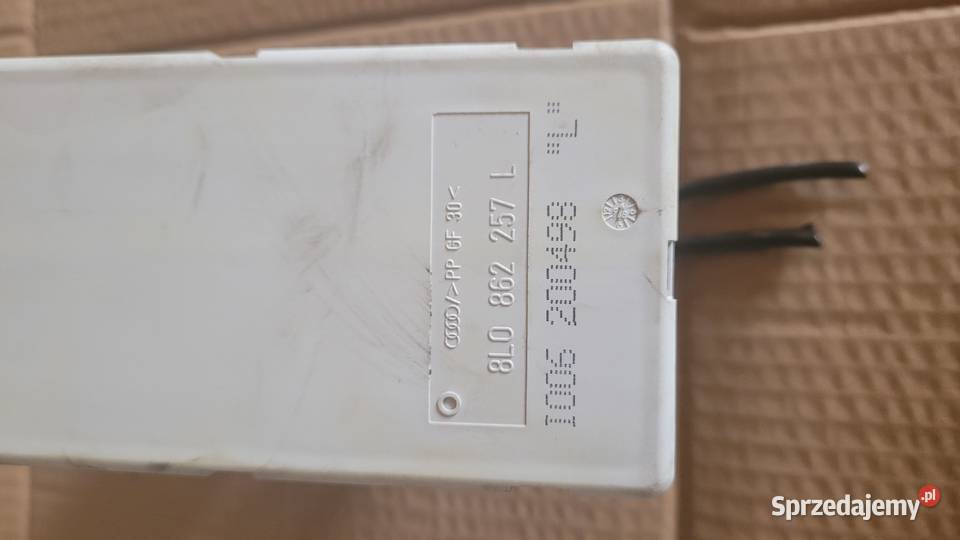 >PP GF 30<
8L0 862 257 L
1006 200498 "L"
Sprzedajemy.pl